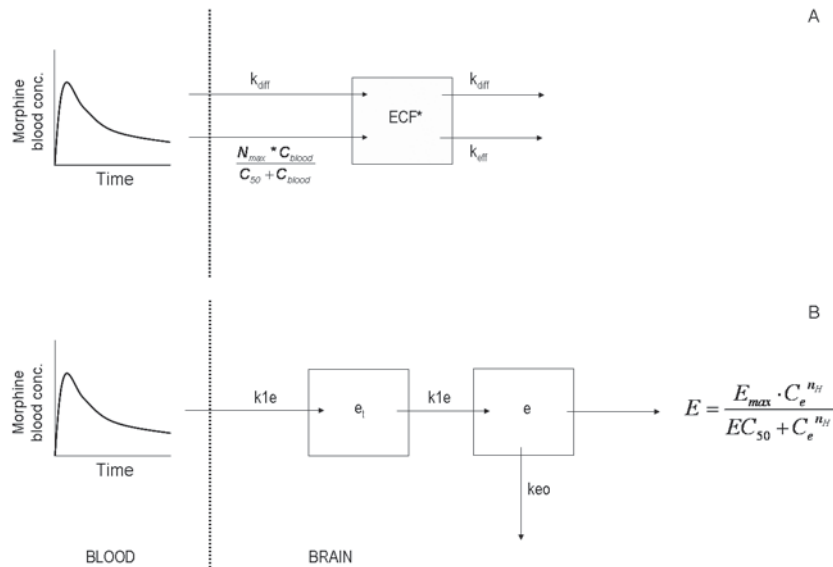 A
Morphine
blood conc.
Time
k_diff
N_max * C_blood
C_50 + C_blood
ECF*
k_diff
k_eff
B
Morphine
blood conc.
Time
k1e
e_t
k1e
e
keo
E = E_max · C_e^n_H
EC_50 + C_e^n_H
BLOOD
BRAIN